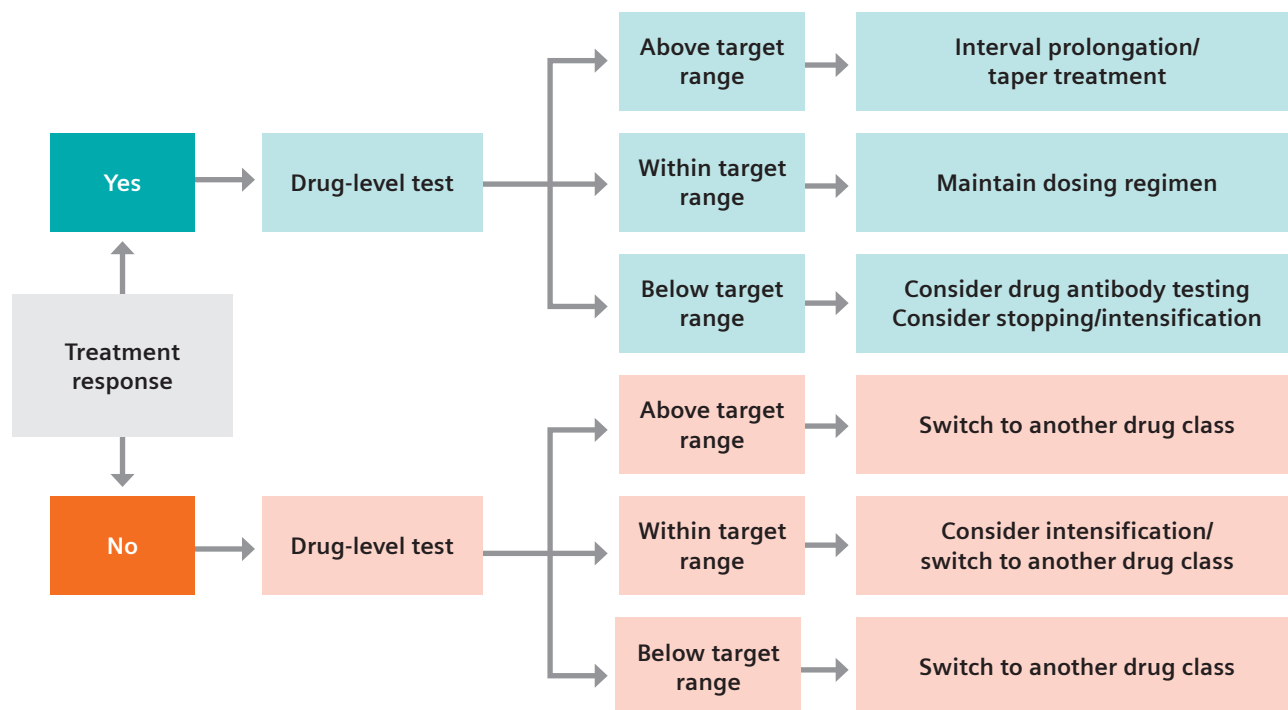 Above target
range
Interval prolongation/
taper treatment
Yes
Drug-level test
Within target
range
Maintain dosing regimen
Below target
range
Consider drug antibody testing
Consider stopping/intensification
Treatment
response
Above target
range
Switch to another drug class
No
Drug-level test
Within target
range
Consider intensification/
switch to another drug class
Below target
range
Switch to another drug class